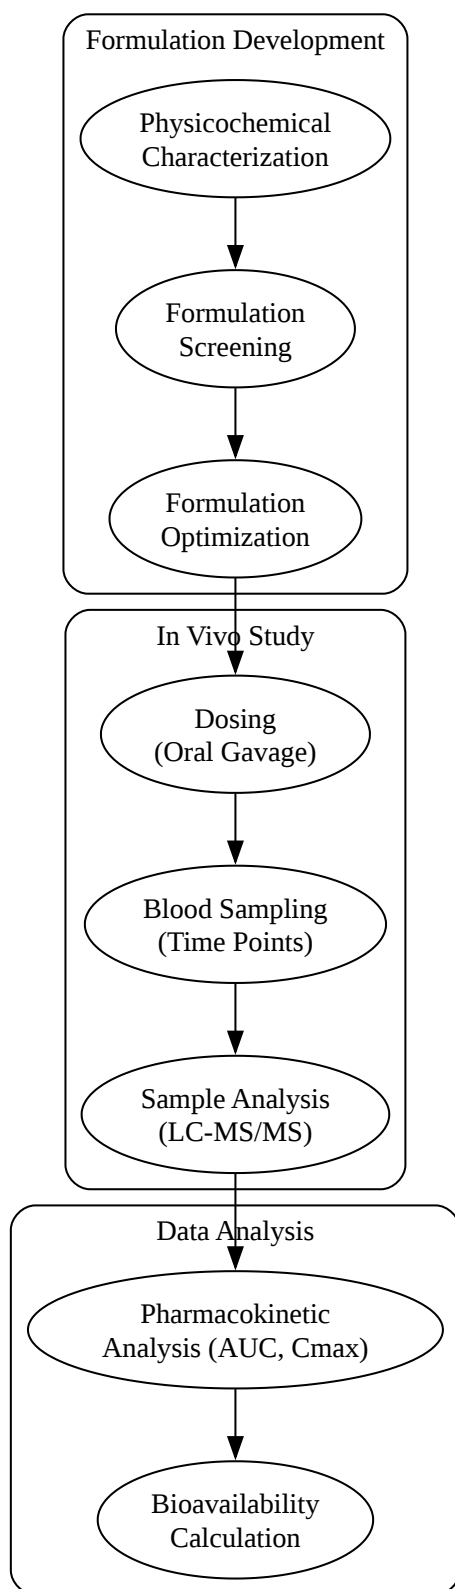 Formulation Development
Physicochemical
Characterization
Formulation
Screening
Formulation
Optimization
In Vivo Study
Dosing
(Oral Gavage)
Blood Sampling
(Time Points)
Sample Analysis
(LC-MS/MS)
Data Analysis
Pharmacokinetic
Analysis (AUC, Cmax)
Bioavailability
Calculation